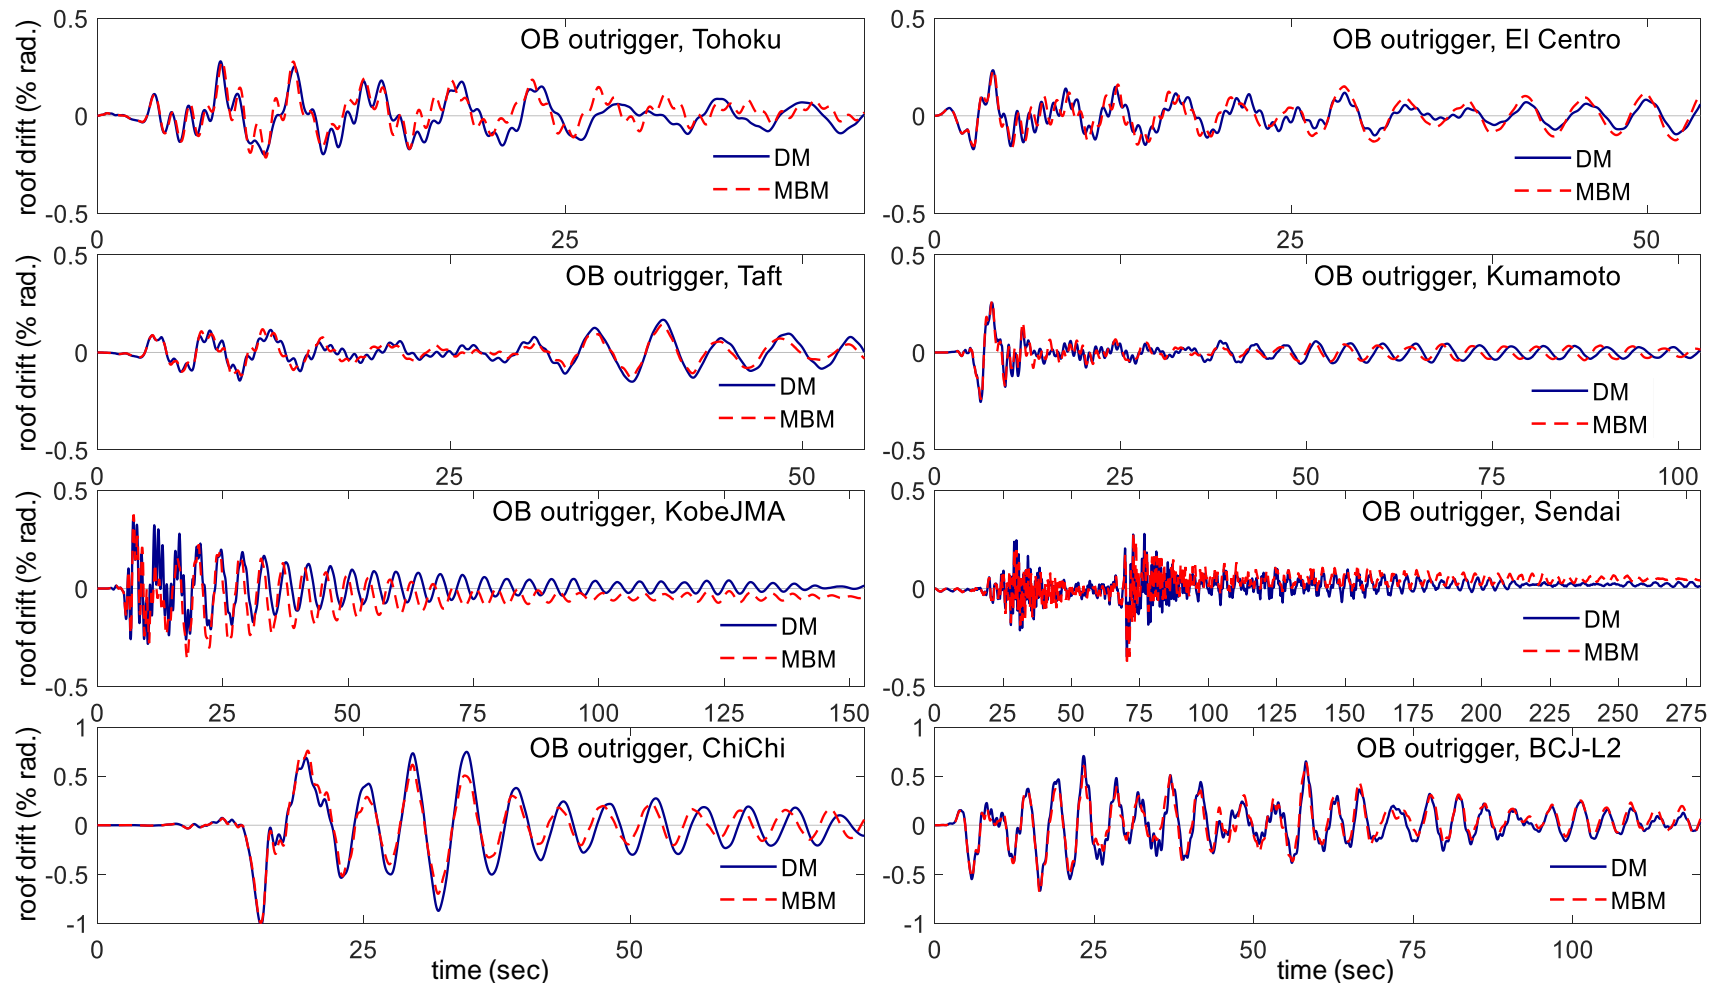 0.5
0
-0.5
roof drift (% rad.)
OB outrigger, Tohoku
DM
MBM
0
25
0.5
0
-0.5
OB outrigger, El Centro
DM
MBM
0
25
50
0.5
0
-0.5
roof drift (% rad.)
OB outrigger, Taft
DM
MBM
0
25
50
0.5
0
-0.5
OB outrigger, Kumamoto
DM
MBM
0
25
50
75
100
0.5
0
-0.5
roof drift (% rad.)
OB outrigger, KobeJMA
DM
MBM
0
25
50
75
100
125
150
0.5
0
-0.5
OB outrigger, Sendai
DM
MBM
0
25
50
75
100
125
150
175
200
225
250
275
1
0.5
0
-0.5
-1
roof drift (% rad.)
OB outrigger, ChiChi
DM
MBM
0
25
50
time (sec)
1
0.5
0
-0.5
-1
OB outrigger, BCJ-L2
DM
MBM
0
25
50
75
100
time (sec)